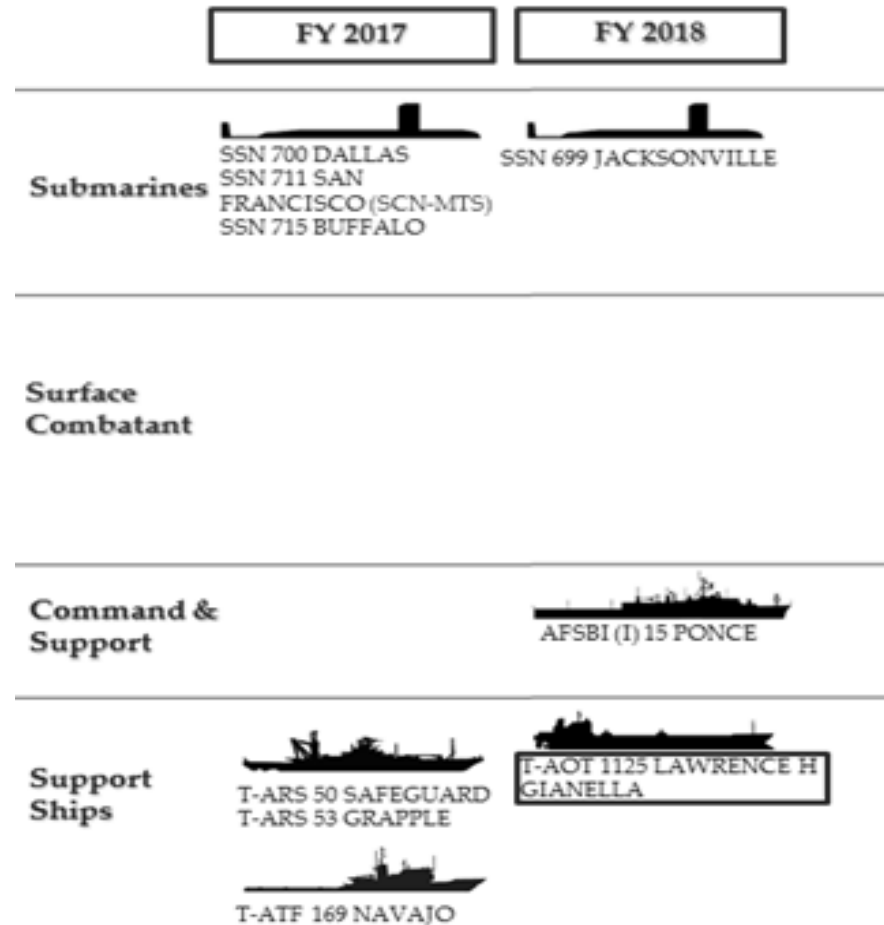 FY 2017
FY 2018
Submarines
SSN 700 DALLAS
SSN 711 SAN
FRANCISCO (SCN-MTS)
SSN 715 BUFFALO
SSN 699 JACKSONVILLE
Surface
Combatant
Command &
Support
AFSBI (I) 15 PONCE
Support
Ships
T-ARS 50 SAFEGUARD
T-ARS 53 GRAPPLE
T-ATF 169 NAVAJO
T-AOT 1125 LAWRENCE H
GIANELLA